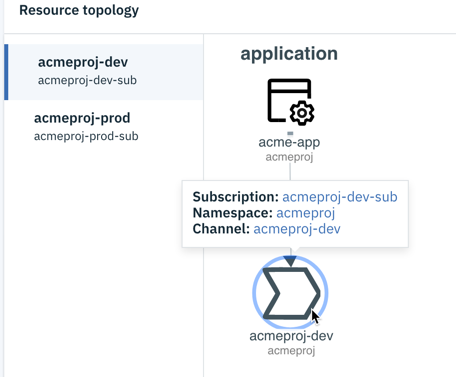 Resource topology
acmeproj-dev
acmeproj-dev-sub
acmeproj-prod
acmeproj-prod-sub
application
acme-app
acmeproj
Subscription: acmeproj-dev-sub
Namespace: acmeproj
Channel: acmeproj-dev
acmeproj-dev
acmeproj